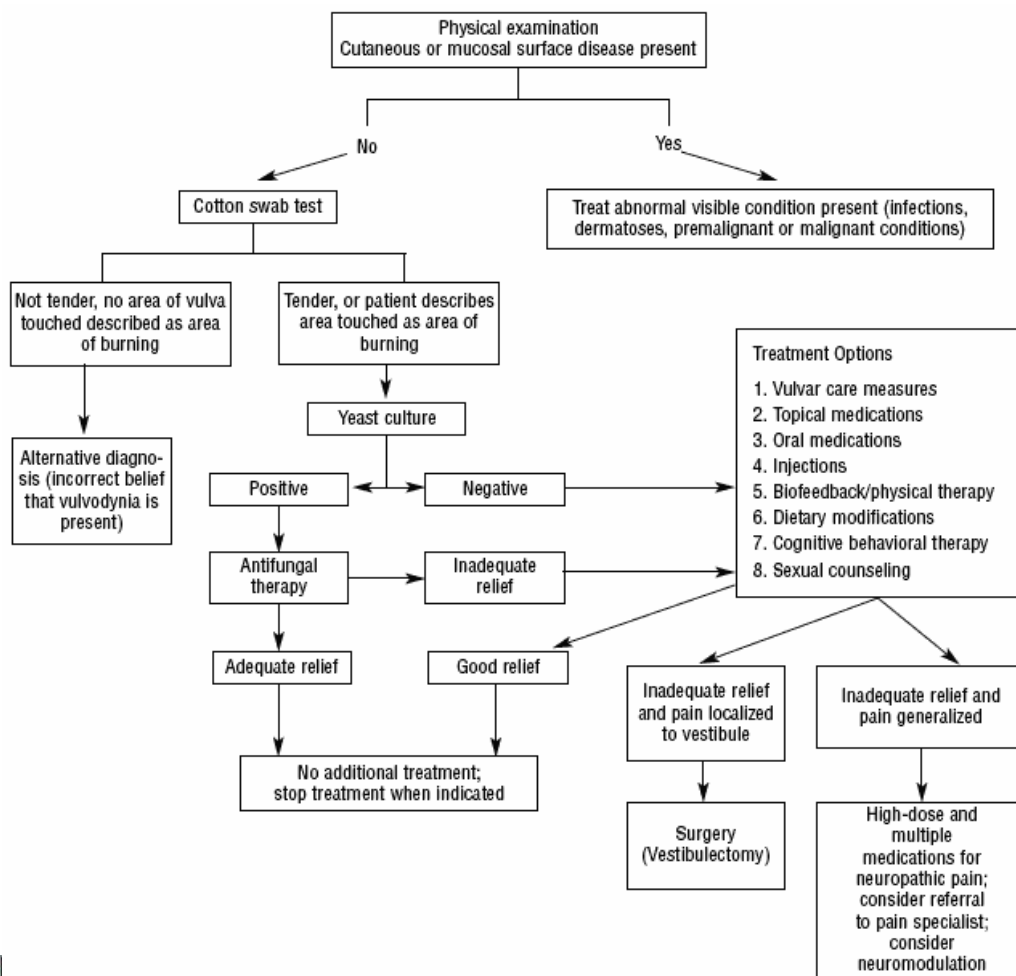 Physical examination
Cutaneous or mucosal surface disease present
No
Yes
Cotton swab test
Treat abnormal visible condition present (infections,
dermatoses, premalignant or malignant conditions)
Not tender, no area of vulva
touched described as area
of burning
Tender, or patient describes
area touched as area of
burning
Yeast culture
Alternative diagno-
sis (incorrect belief
that vulvodynia is
present)
Positive
Negative
Antifungal
therapy
Inadequate
relief
Treatment Options
1. Vulvar care measures
2. Topical medications
3. Oral medications
4. Injections
5. Biofeedback/physical therapy
6. Dietary modifications
7. Cognitive behavioral therapy
8. Sexual counseling
Adequate relief
Good relief
Inadequate relief
and pain localized
to vestibule
Inadequate relief and
pain generalized
No additional treatment;
stop treatment when indicated
Surgery
(Vestibulectomy)
High-dose and
multiple
medications for
neuropathic pain;
consider referral
to pain specialist;
consider
neuromodulation